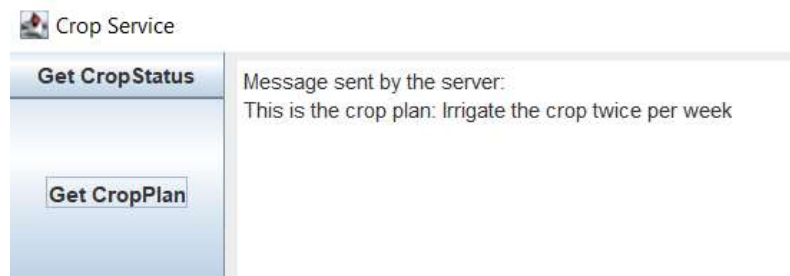 Crop Service
Get CropStatus
Message sent by the server:
This is the crop plan: Irrigate the crop twice per week
Get CropPlan